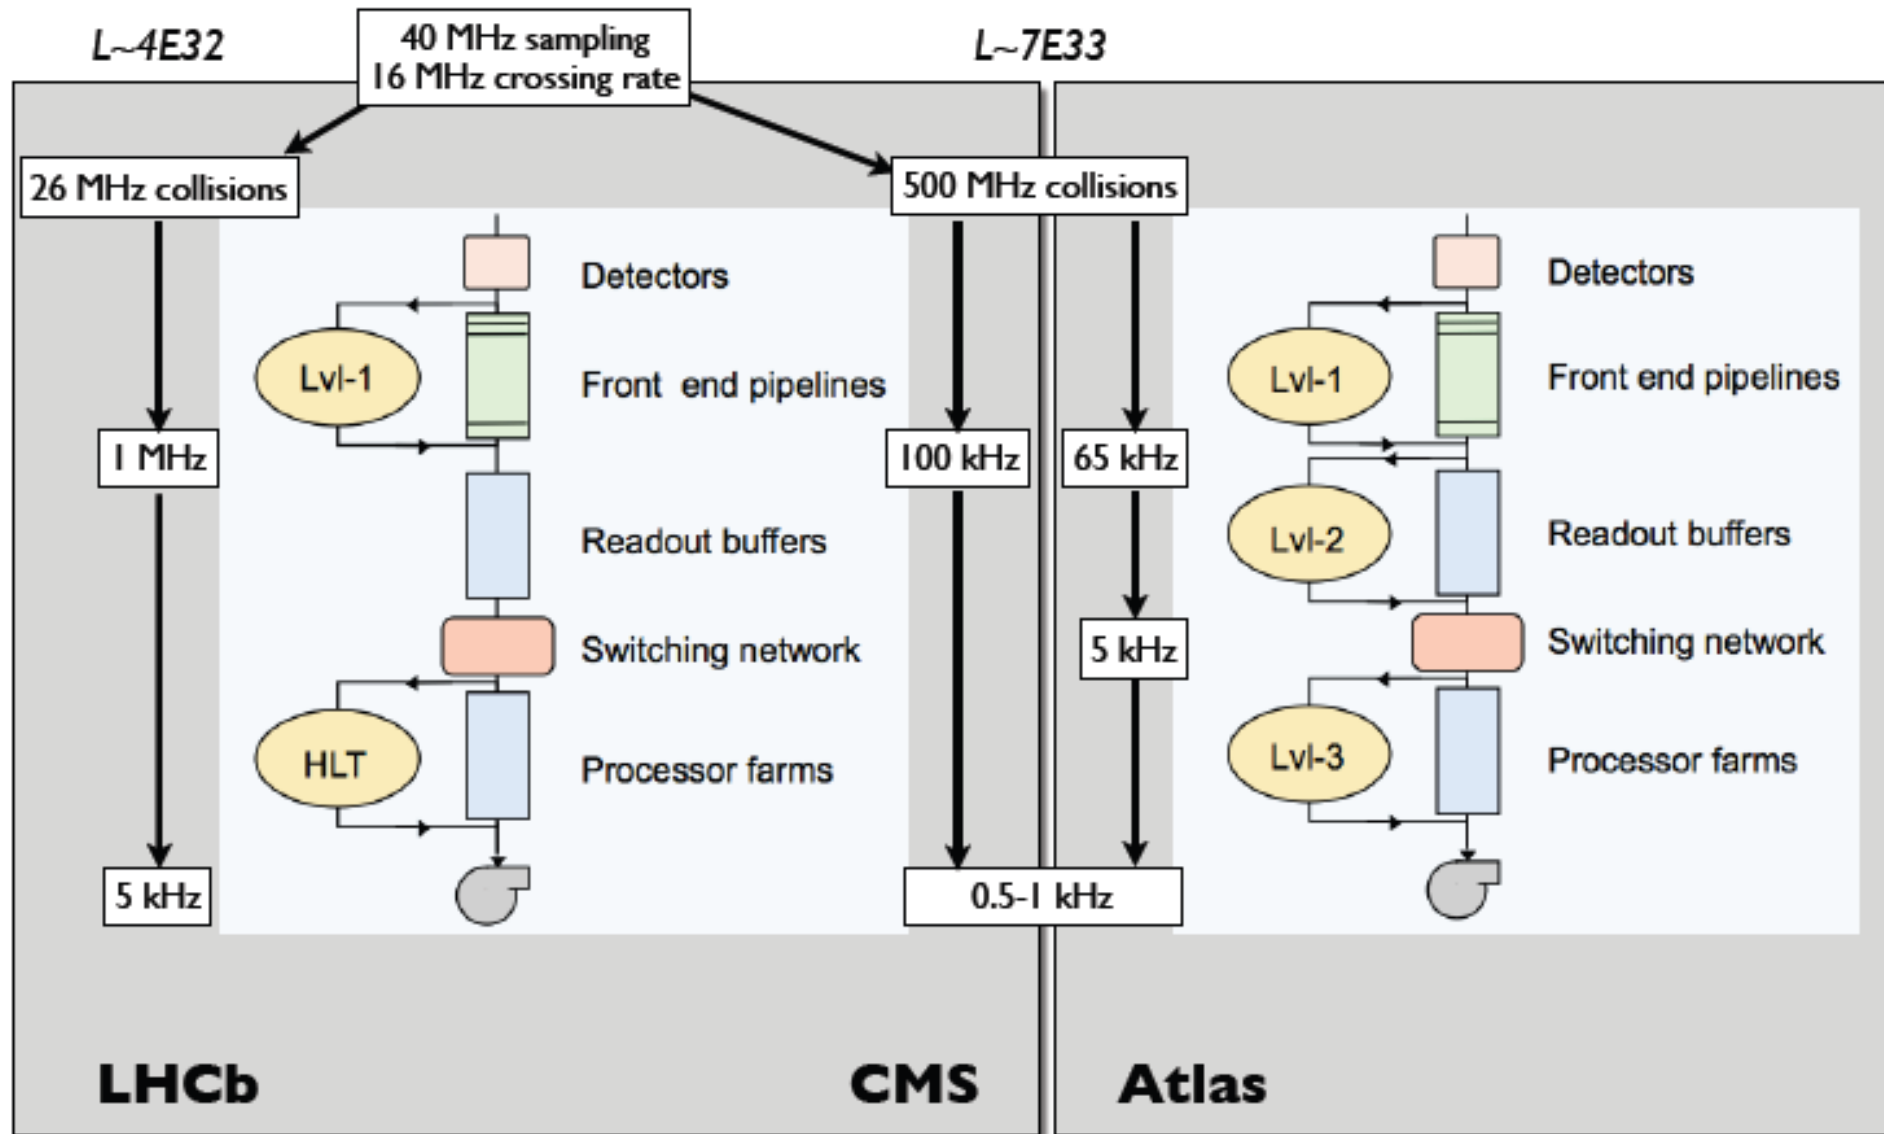 L~4E32
40 MHz sampling
16 MHz crossing rate
L~7E33
26 MHz collisions
500 MHz collisions
Detectors
Lvl-1
Front end pipelines
1 MHz
Readout buffers
Switching network
HLT
Processor farms
5 kHz
100 kHz
65 kHz
5 kHz
0.5-1 kHz
Detectors
Lvl-1
Front end pipelines
Lvl-2
Readout buffers
Switching network
Lvl-3
Processor farms
LHCb
CMS
Atlas